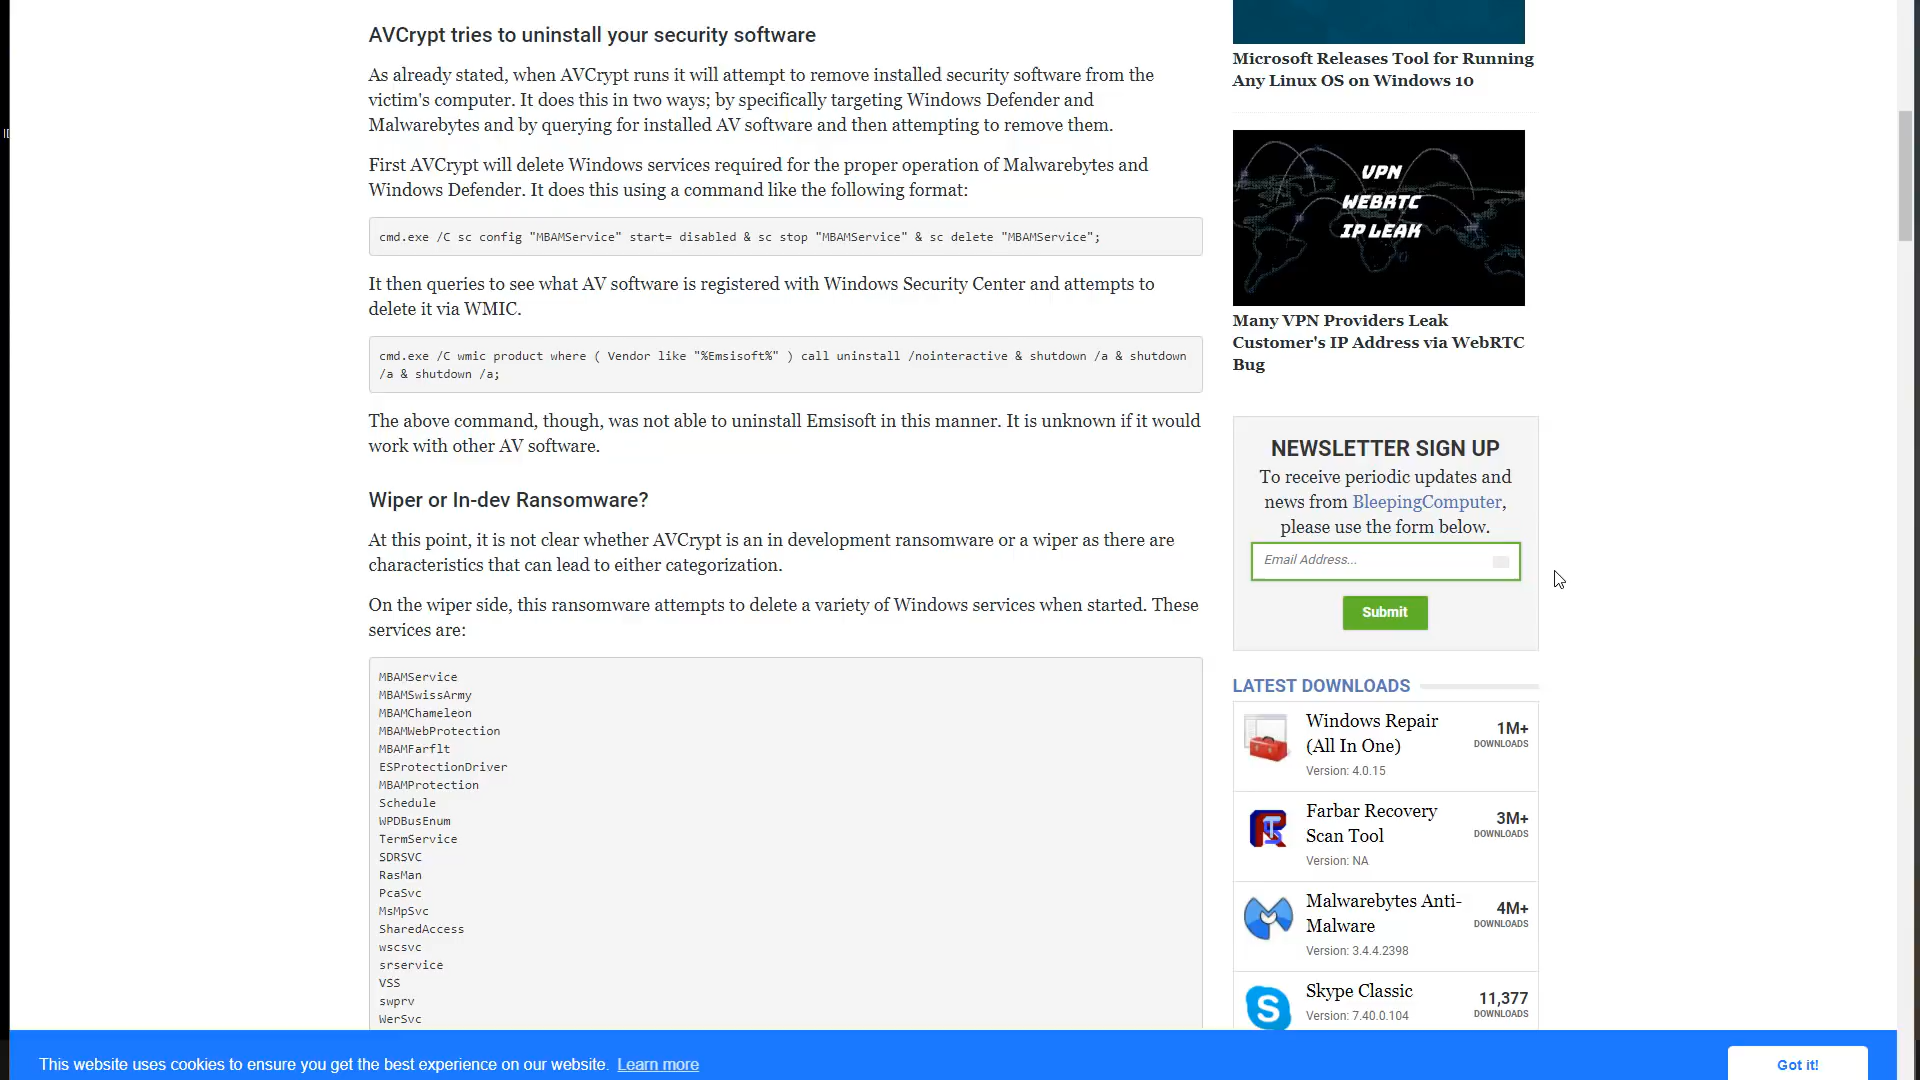 AVCrypt tries to uninstall your security software
As already stated, when AVCrypt runs it will attempt to remove installed security software from the
victim's computer. It does this in two ways; by specifically targeting Windows Defender and
Malwarebytes and by querying for installed AV software and then attempting to remove them.
First AVCrypt will delete Windows services required for the proper operation of Malwarebytes and
Windows Defender. It does this using a command like the following format:
cmd.exe /C sc config "MBAMService" start= disabled & sc stop "MBAMService" & sc delete "MBAMService";
It then queries to see what AV software is registered with Windows Security Center and attempts to
delete it via WMIC.
cmd.exe /C wmic product where ( Vendor like "%Emsisoft%" ) call uninstall /nointeractive & shutdown /a & shutdown
/a & shutdown /a;
The above command, though, was not able to uninstall Emsisoft in this manner. It is unknown if it would
work with other AV software.
Wiper or In-dev Ransomware?
At this point, it is not clear whether AVCrypt is an in development ransomware or a wiper as there are
characteristics that can lead to either categorization.
On the wiper side, this ransomware attempts to delete a variety of Windows services when started. These
services are:
MBAMService
MBAMSwissArmy
MBAMChameleon
MBAMWebProtection
MBAMFarflt
ESProtectionDriver
MBAMProtection
Schedule
WPDBusEnum
TermService
SDRSVC
RasMan
PcaSvc
MsMpSvc
SharedAccess
wscsvc
srservice
VSS
swprv
WerSvc
Microsoft Releases Tool for Running
Any Linux OS on Windows 10
VPN
WEBRTC
IP LEAK
Many VPN Providers Leak
Customer's IP Address via WebRTC
Bug
NEWSLETTER SIGN UP
To receive periodic updates and
news from BleepingComputer,
please use the form below.
Email Address...
Submit
LATEST DOWNLOADS
Windows Repair
(All In One)
Version: 4.0.15
1M+
DOWNLOADS
Farbar Recovery
Scan Tool
Version: NA
3M+
DOWNLOADS
Malwarebytes Anti-
Malware
Version: 3.4.4.2398
4M+
DOWNLOADS
Skype Classic
Version: 7.40.0.104
11,377
DOWNLOADS
This website uses cookies to ensure you get the best experience on our website. Learn more
Got it!